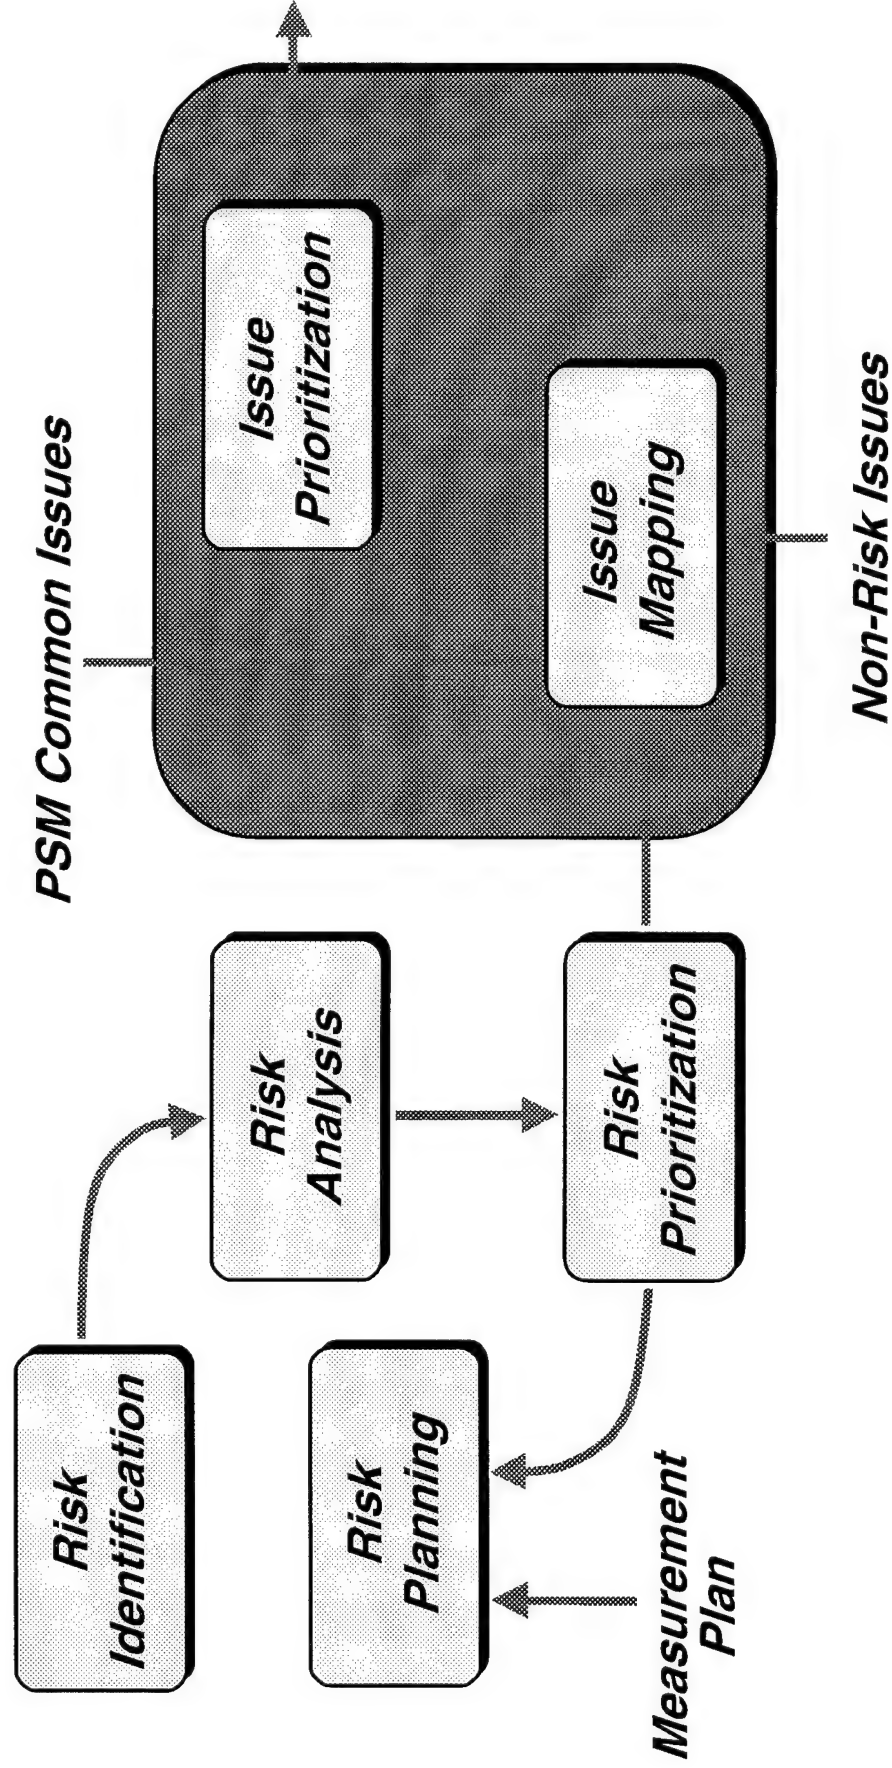 PSM Common Issues
Risk
Identification
Risk
Analysis
Issue
Prioritization
Risk
Planning
Risk
Prioritization
Issue
Mapping
Measurement
Plan
Non-Risk Issues